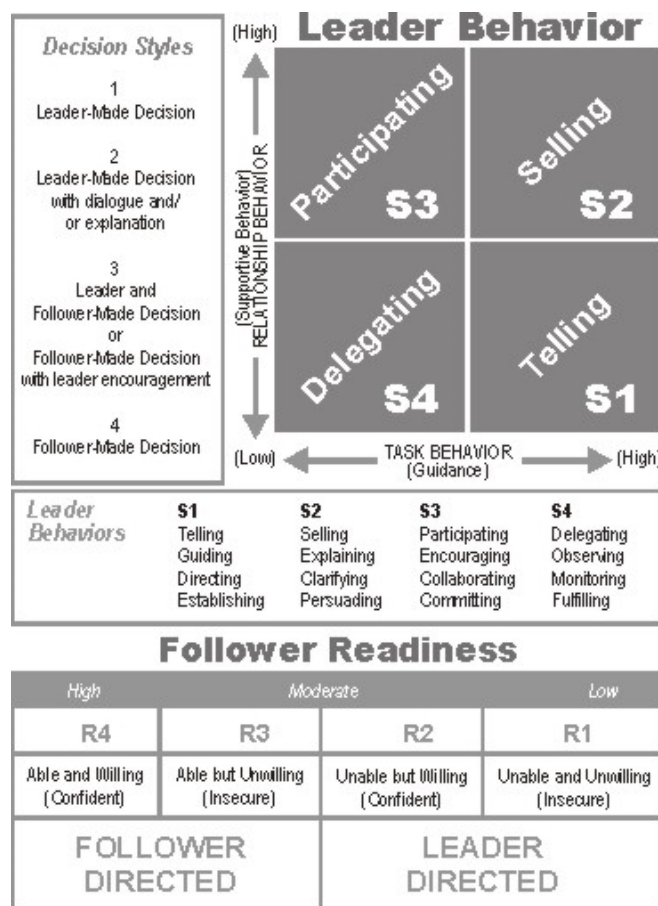 Leader Behavior
Decision Styles
1
Leader-Made Decision
2
Leader-Made Decision
with dialogue and/
or explanation
3
Leader and
Follower-Made Decision
or
Follower-Made Decision
with leader encouragement
4
Follower-Made Decision
(High)
(Supportive Behavior)
RELATIONSHIP BEHAVIOR
(Low)
Participating
S3
Selling
S2
Delegating
S4
Telling
S1
TASK BEHAVIOR
(Guidance)
(High)
Leader
Behaviors
S1
Telling
Guiding
Directing
Establishing
S2
Selling
Explaining
Clarifying
Persuading
S3
Participating
Encouraging
Collaborating
Committing
S4
Delegating
Observing
Monitoring
Fulfilling
Follower Readiness
High Moderate Low
R4 R3 R2 R1
Able and Willing
(Confident)
Able but Unwilling
(Insecure)
Unable but Willing
(Confident)
Unable and Unwilling
(Insecure)
FOLLOWER
DIRECTED
LEADER
DIRECTED